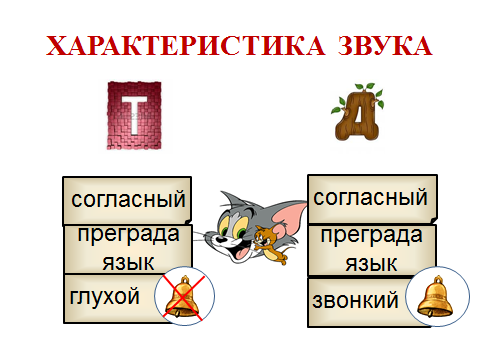 ХАРАКТЕРИСТИКА ЗВУКА
Т
Д
согласный
преграда
язык
глухой
согласный
преграда
язык
звонкий